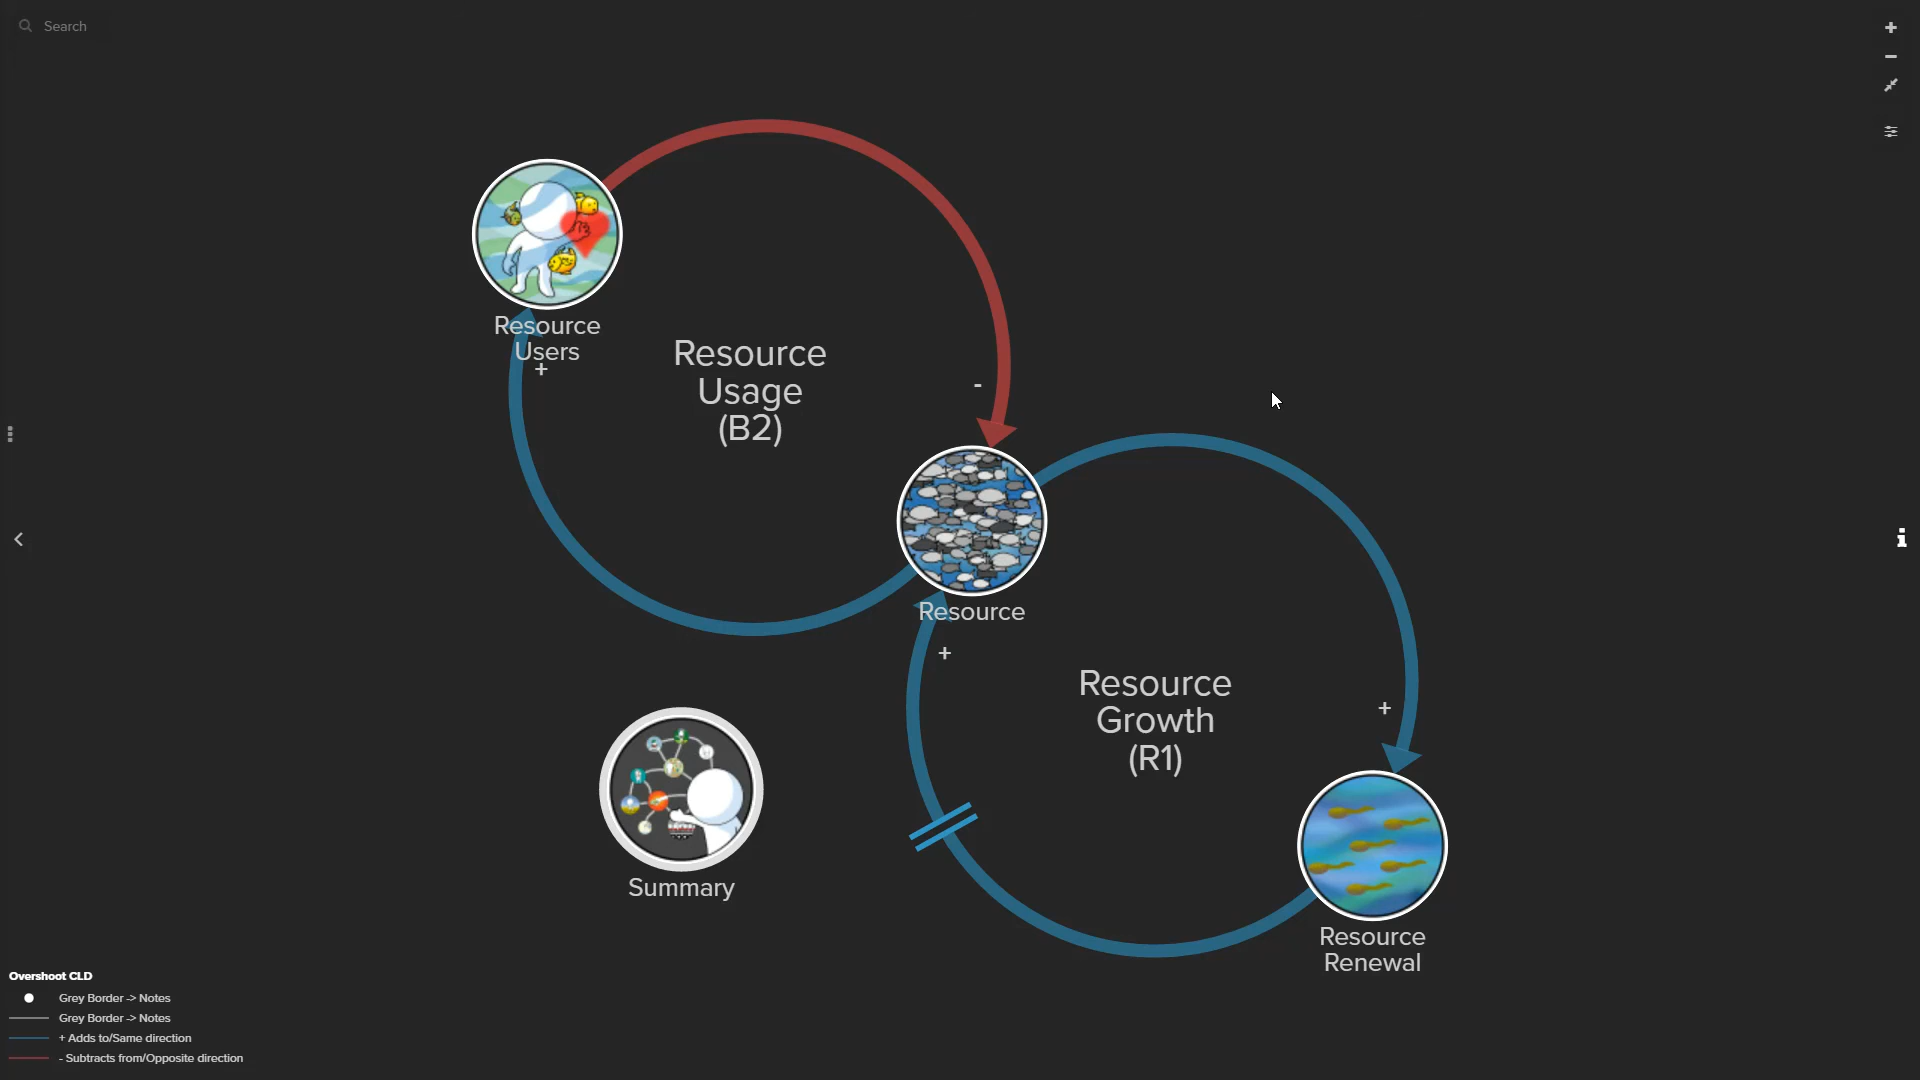 Search
Resource
Users
+
Resource
Usage
(B2)
-
Resource
+
Resource
Growth
(R1)
+
Summary
Resource
Renewal
Overshoot CLD
Grey Border -> Notes
Grey Border -> Notes
+ Adds to/Same direction
- Subtracts from/Opposite direction